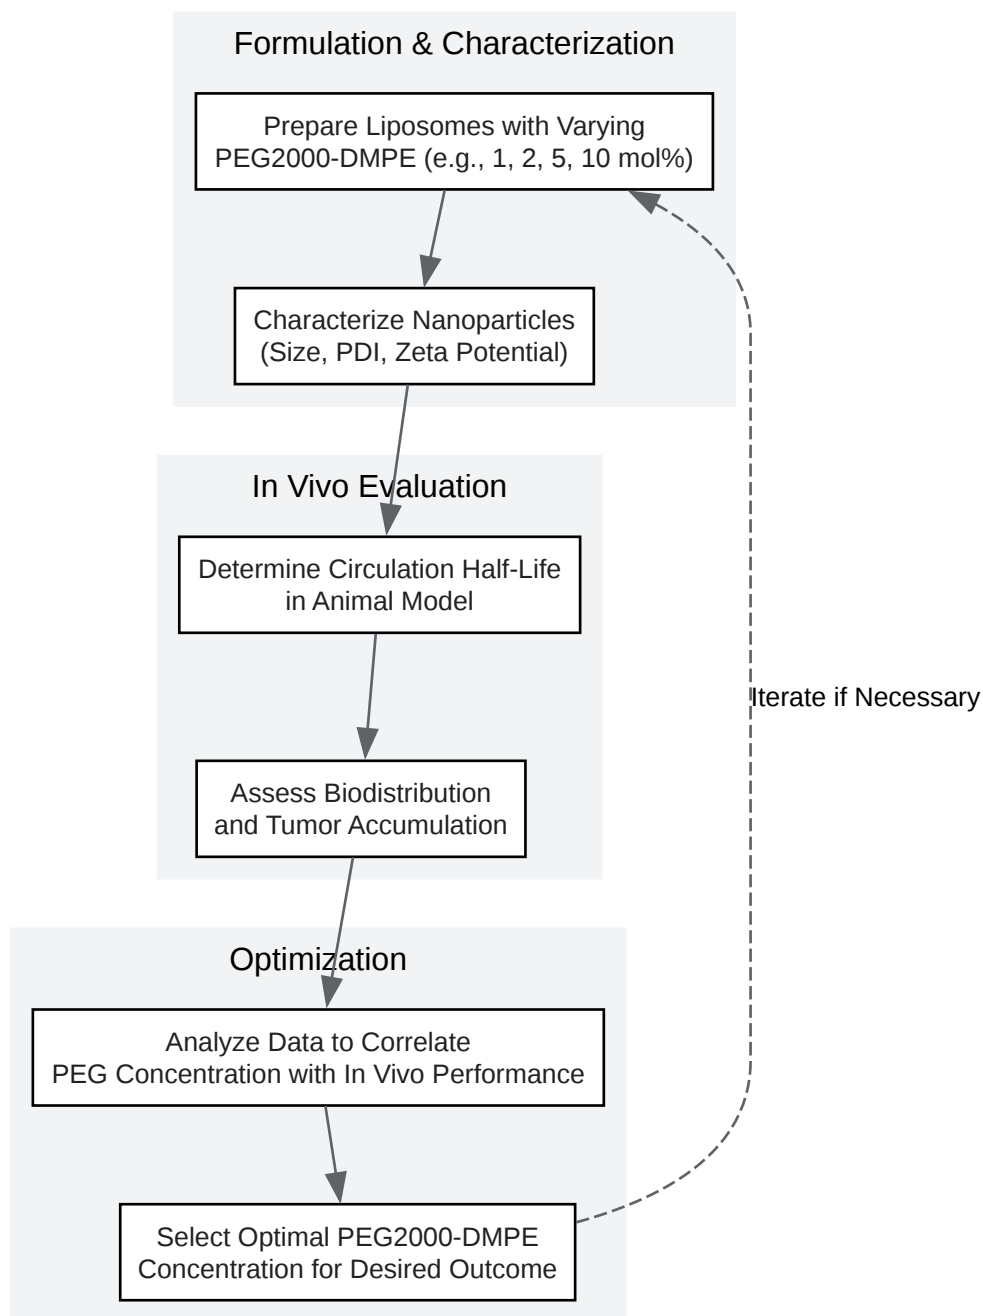 Formulation & Characterization
Prepare Liposomes with Varying
PEG2000-DMPE (e.g., 1, 2, 5, 10 mol%)
Characterize Nanoparticles
(Size, PDI, Zeta Potential)
In Vivo Evaluation
Determine Circulation Half-Life
in Animal Model
Iterate if Necessary
Assess Biodistribution
and Tumor Accumulation
Optimization
Analyze Data to Correlate
PEG Concentration with In Vivo Performance
Select Optimal PEG2000-DMPE
Concentration for Desired Outcome